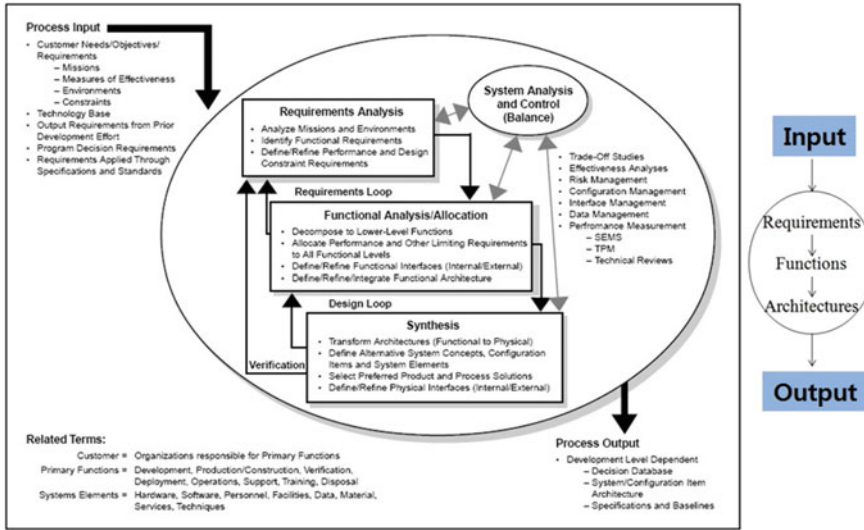 Process Input
• Customer Needs/Objectives/
Requirements
– Missions
– Measures of Effectiveness
– Environments
– Constraints
• Technology Base
• Output Requirements from Prior
Development Effort
• Program Decision Requirements
• Requirements Applied Through
Specifications and Standards
System Analysis
and Control
(Balance)
Requirements Analysis
• Analyze Missions and Environments
• Identify Functional Requirements
• Define/Refine Performance and Design
Constraint Requirements
• Trade-Off Studies
• Effectiveness Analyses
• Risk Management
• Configuration Management
• Interface Management
• Data Management
• Perfromance Measurement
– SEMS
– TPM
– Technical Reviews
Requirements Loop
Functional Analysis/Allocation
• Decompose to Lower-Level Functions
• Allocate Performance and Other Limiting Requirements
to All Functional Levels
• Define/Refine Functional Interfaces (Internal/External)
• Define/Refine/Integrate Functional Architecture
Design Loop
Synthesis
• Transform Architectures (Functional to Physical)
• Define Alternative System Concepts, Configuration
Items and System Elements
• Select Preferred Product and Process Solutions
• Define/Refine Physical Interfaces (Internal/External)
Verification
Related Terms:
Customer = Organizations responsible for Primary Functions
Primary Functions = Development, Production/Construction, Verification,
Deployment, Operations, Support, Training, Disposal
Systems Elements = Hardware, Software, Personnel, Facilities, Data, Material,
Services, Techniques
Process Output
• Development Level Dependent
– Decision Database
– System/Configuration Item
Architecture
– Specifications and Baselines
Input
Requirements
Functions
Architectures
Output